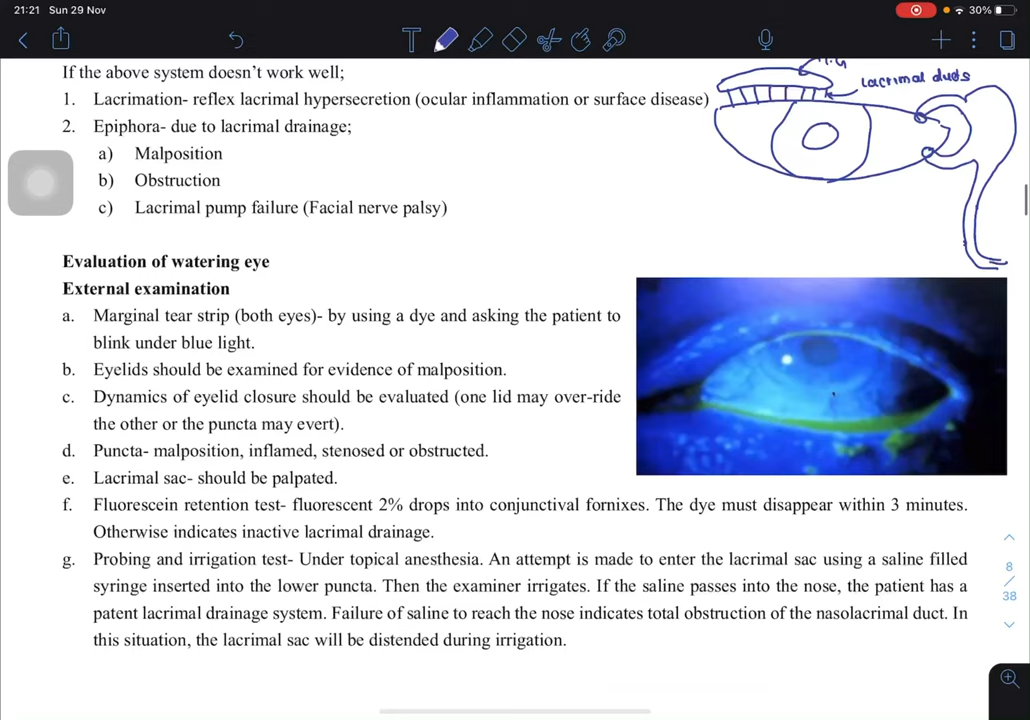 21:21 Sun 29 Nov
30%
If the above system doesn't work well;
lacrimal ducts
1. Lacrimation- reflex lacrimal hypersecretion (ocular inflammation or surface disease)
2. Epiphora- due to lacrimal drainage;
a) Malposition
b) Obstruction
c) Lacrimal pump failure (Facial nerve palsy)
Evaluation of watering eye
External examination
a. Marginal tear strip (both eyes)- by using a dye and asking the patient to
blink under blue light.
b. Eyelids should be examined for evidence of malposition.
c. Dynamics of eyelid closure should be evaluated (one lid may over-ride
the other or the puncta may evert).
d. Puncta- malposition, inflamed, stenosed or obstructed.
e. Lacrimal sac- should be palpated.
f. Fluorescein retention test- fluorescent 2% drops into conjunctival fornixes. The dye must disappear within 3 minutes.
Otherwise indicates inactive lacrimal drainage.
g. Probing and irrigation test- Under topical anesthesia. An attempt is made to enter the lacrimal sac using a saline filled
syringe inserted into the lower puncta. Then the examiner irrigates. If the saline passes into the nose, the patient has a
patent lacrimal drainage system. Failure of saline to reach the nose indicates total obstruction of the nasolacrimal duct. In
this situation, the lacrimal sac will be distended during irrigation.
8
/
38